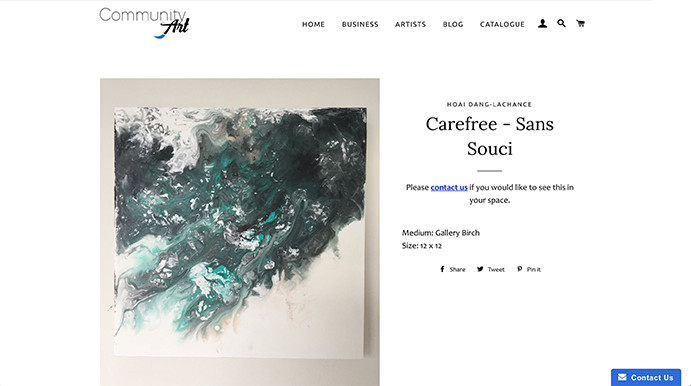 Community
Art
HOME BUSINESS ARTISTS BLOG CATALOGUE
HOAI DANG-LACHANCE
Carefree - Sans
Souci
Please contact us if you would like to see this in
your space.
Medium: Gallery Birch
Size: 12 x 12
Share Tweet Pin it
Contact Us